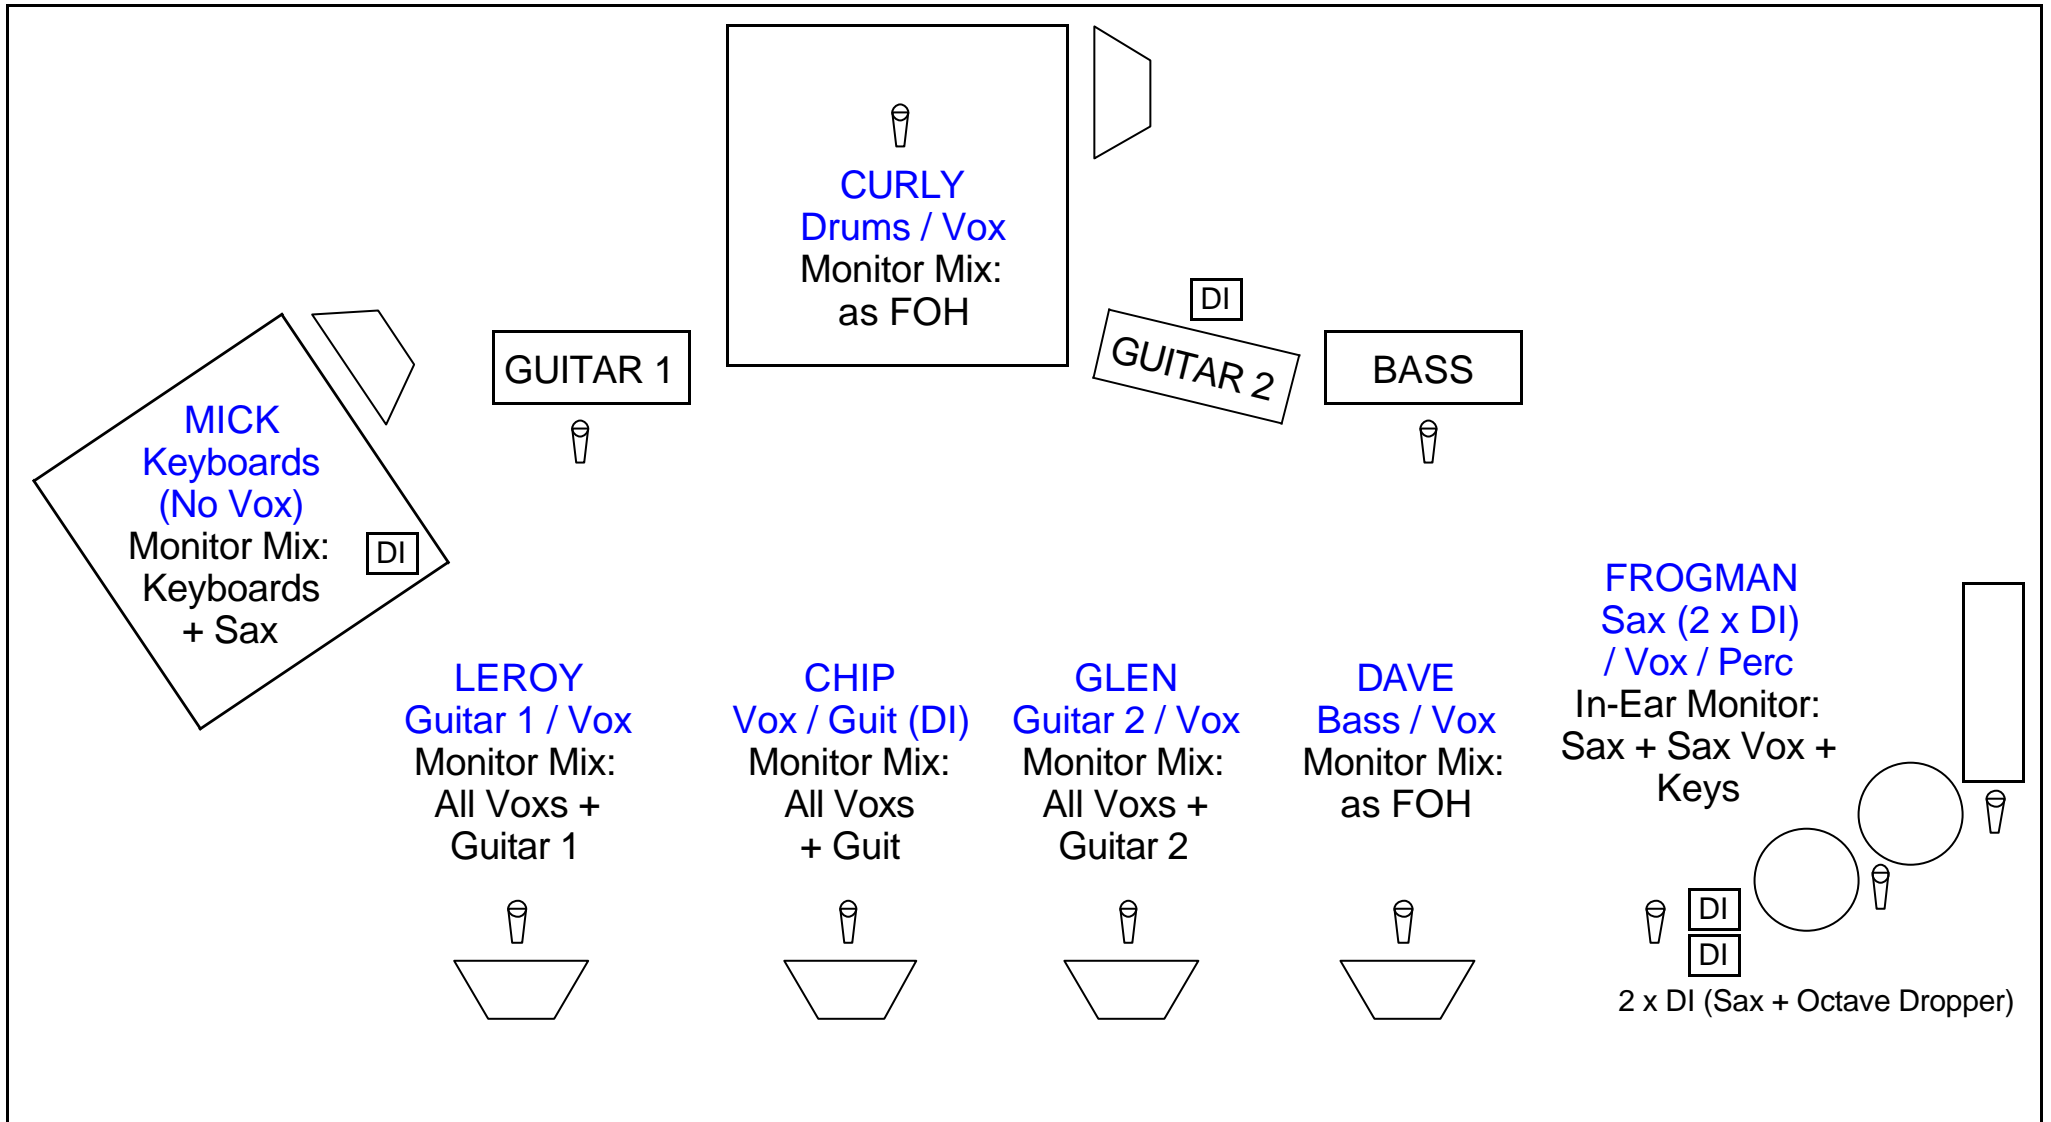 CURLY
Drums / Vox
Monitor Mix:
as FOH
DI
GUITAR 1
GUITAR 2
BASS
MICK
Keyboards
(No Vox)
Monitor Mix:
Keyboards
+ Sax
DI
LEROY
Guitar 1 / Vox
Monitor Mix:
All Voxs +
Guitar 1
CHIP
Vox / Guit (DI)
Monitor Mix:
All Voxs
+ Guit
GLEN
Guitar 2 / Vox
Monitor Mix:
All Voxs +
Guitar 2
DAVE
Bass / Vox
Monitor Mix:
as FOH
FROGMAN
Sax (2 x DI)
/ Vox / Perc
In-Ear Monitor:
Sax + Sax Vox +
Keys
DI
DI
2 x DI (Sax + Octave Dropper)